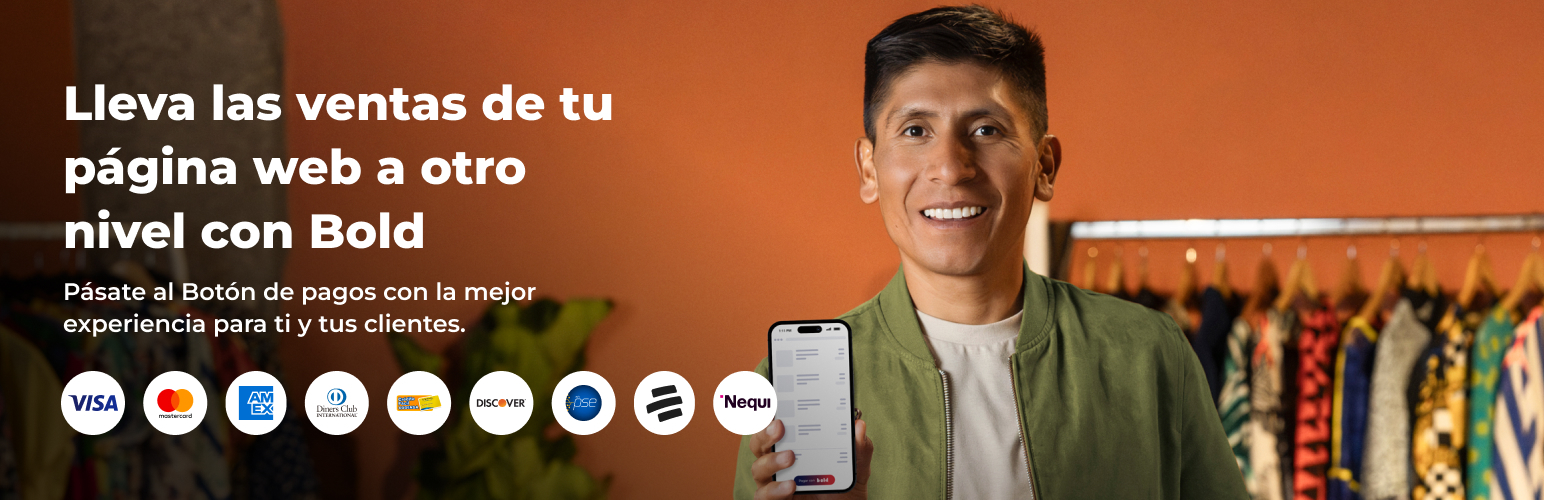 Lleva las ventas de tu
página web a otro
nivel con Bold
Pásate al Botón de pagos con la mejor
experiencia para ti y tus clientes.
VISA
mastercard
AM
EX
Diners Club
INTERNATIONAL
DISCOVER
pse
Nequi
bold